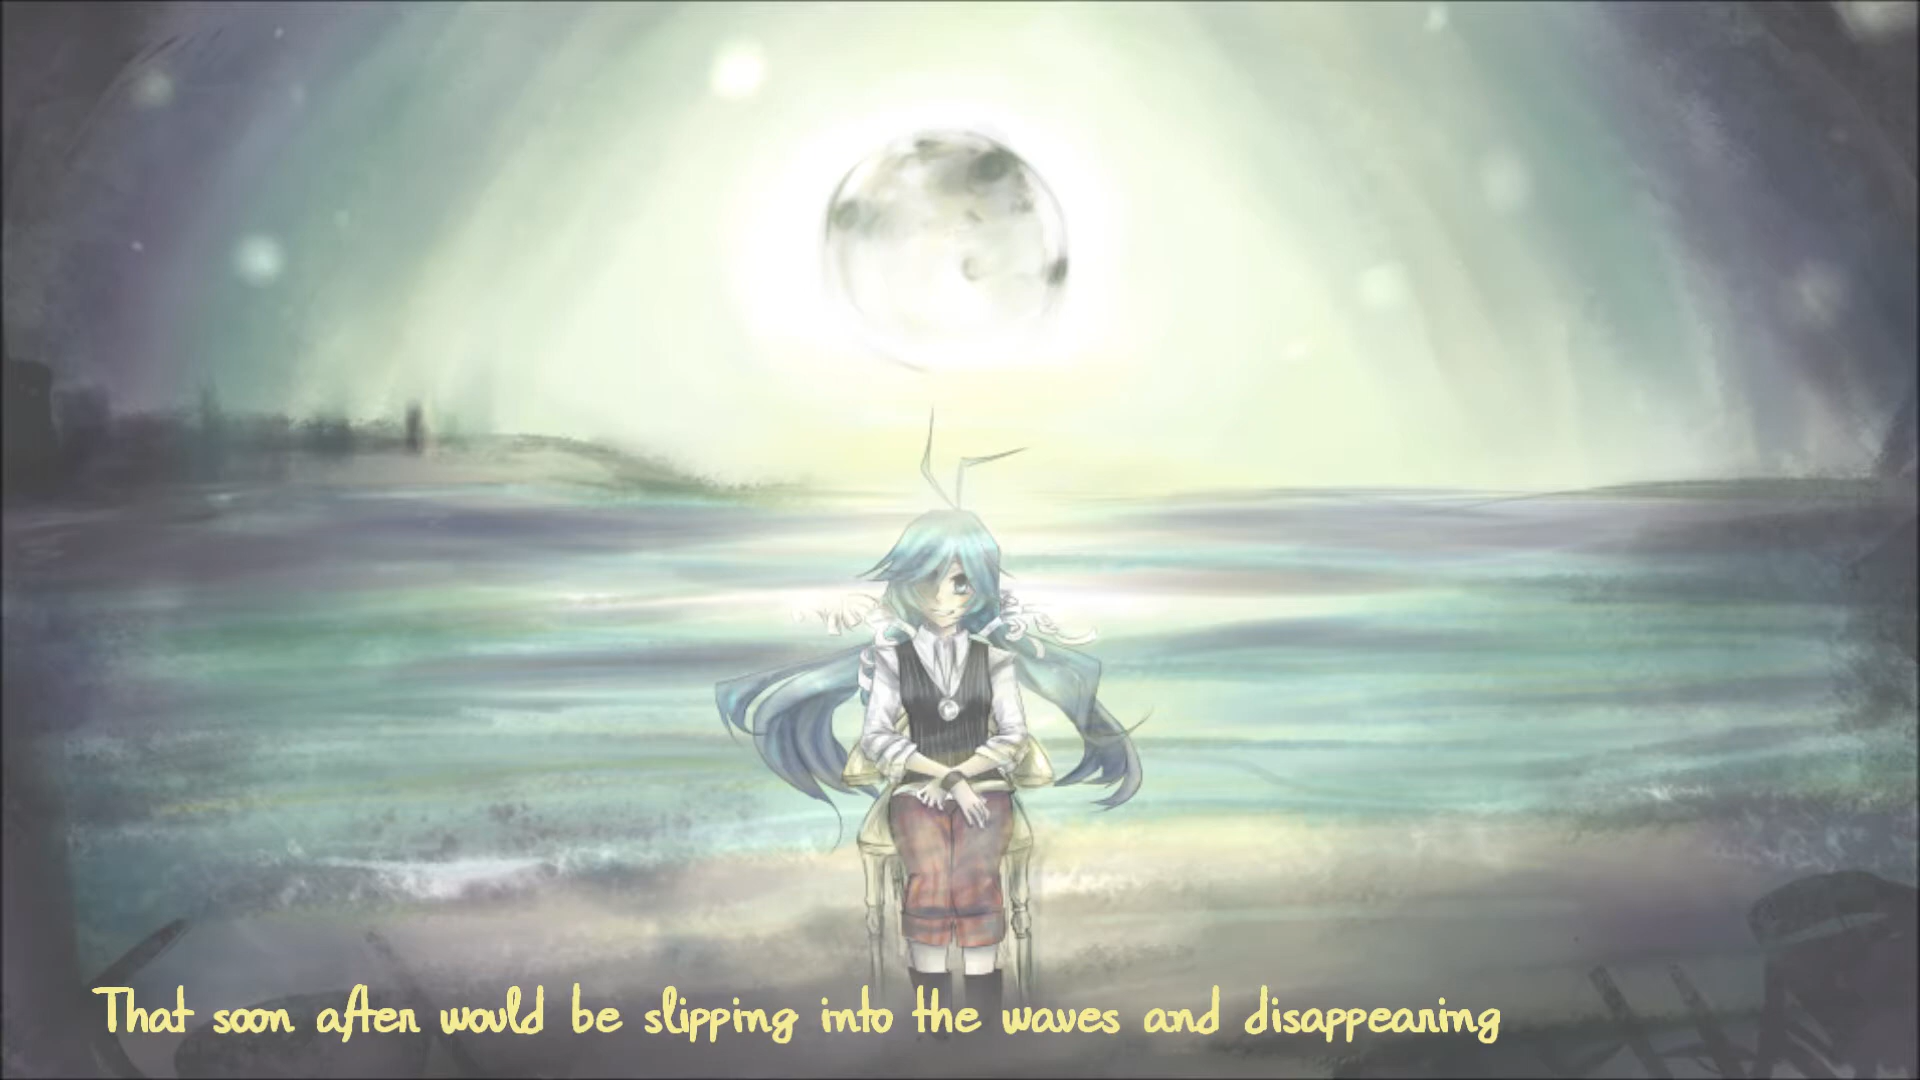 That soon after would be slipping into the waves and disappearing